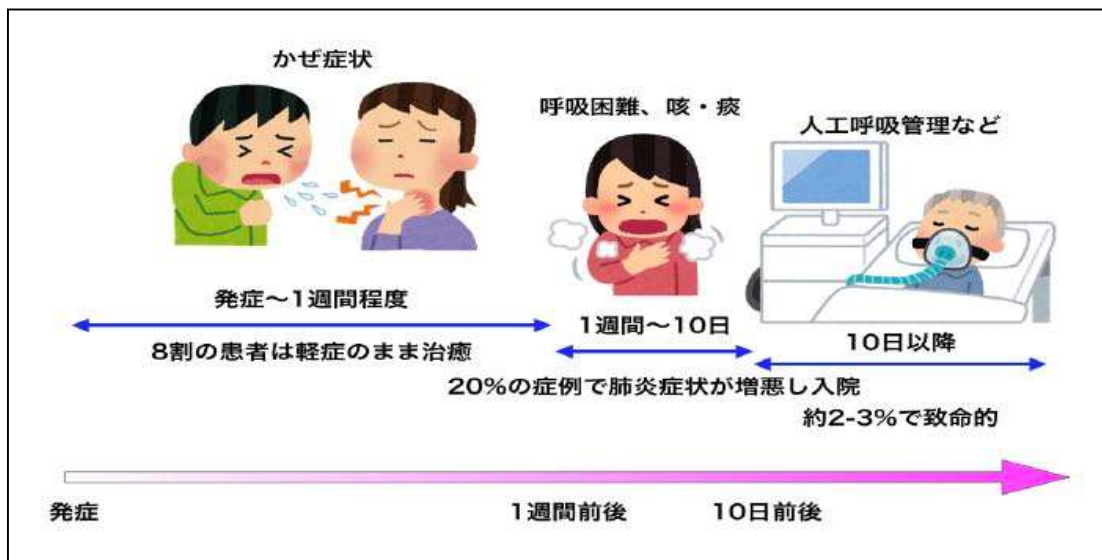 かぜ症状
呼吸困難、咳・痰
人工呼吸管理など
発症～1週間程度
8割の患者は軽症のまま治癒
1週間～10日
20%の症例で肺炎症状が増悪し入院
10日以降
約2-3%で致命的
発症
1週間前後
10日前後